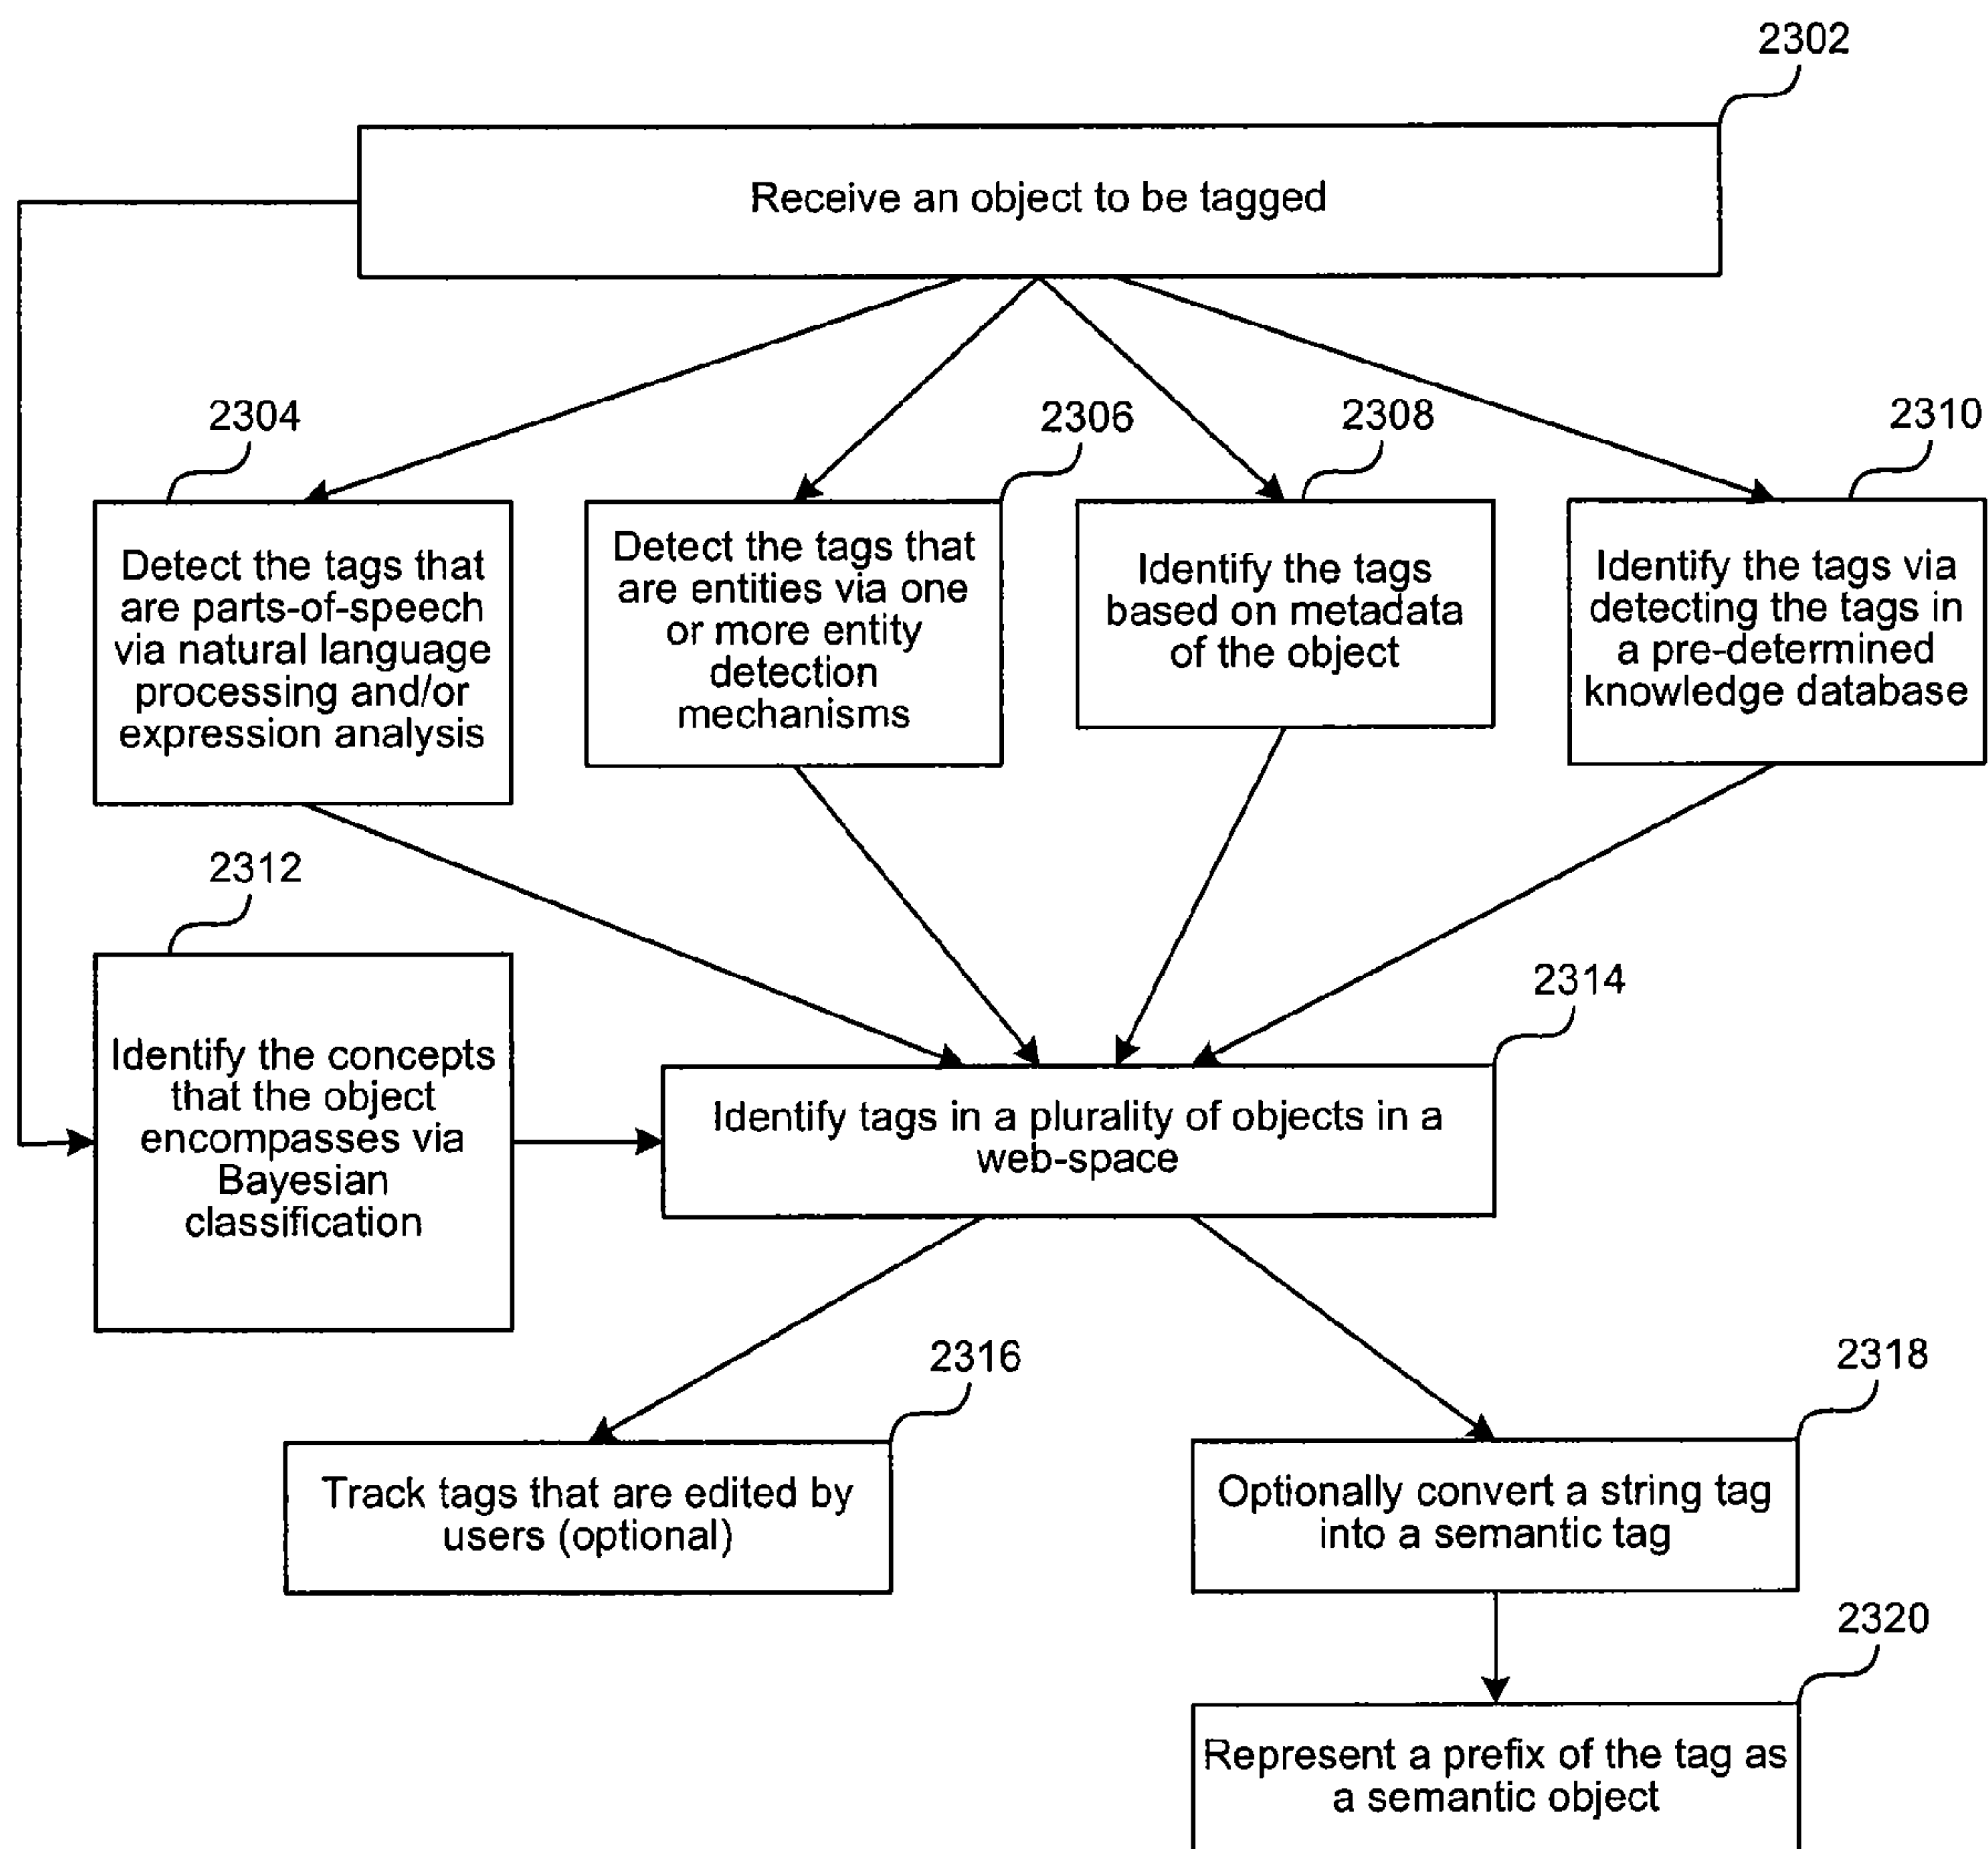 2302
Receive an object to be tagged
2304
2306
2308
2310
Detect the tags that
are parts-of-speech
via natural language
processing and/or
expression analysis
Detect the tags that
are entities via one
or more entity
detection
mechanisms
Identify the tags
based on metadata
of the object
Identify the tags via
detecting the tags in
a pre-determined
knowledge database
2312
Identify the concepts
that the object
encompasses via
Bayesian
classification
2314
Identify tags in a plurality of objects in a
web-space
2316
Track tags that are edited by
users (optional)
2318
Optionally convert a string tag
into a semantic tag
2320
Represent a prefix of the tag as
a semantic object